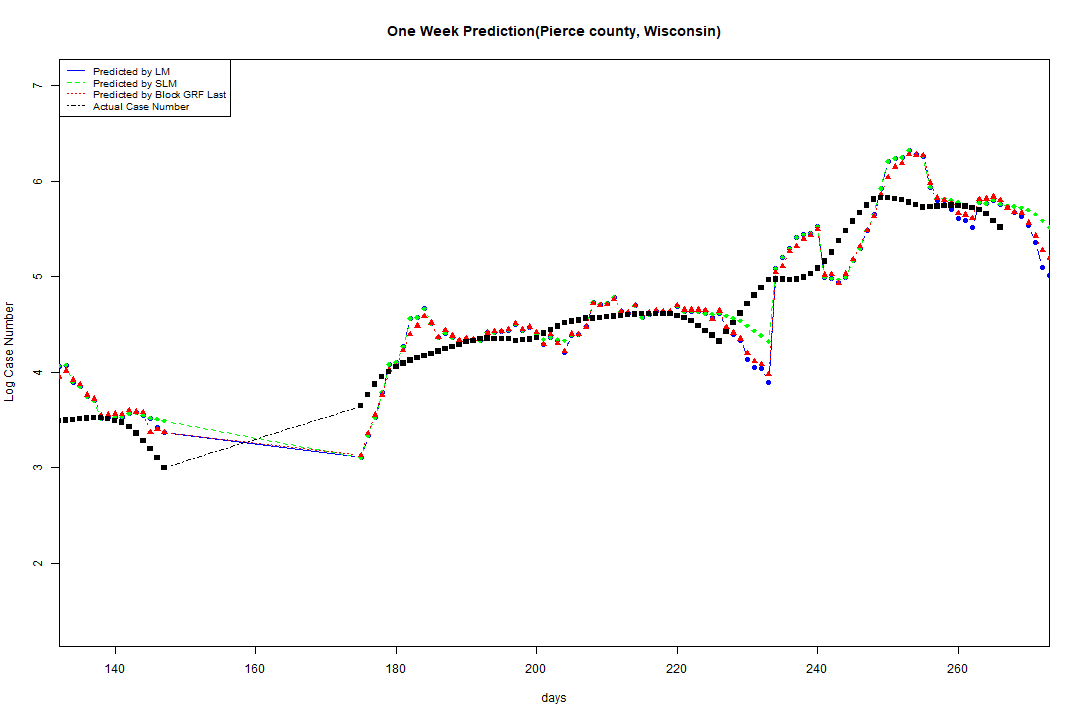 One Week Prediction(Pierce county, Wisconsin)
Predicted by LM
Predicted by SLM
Predicted by Block GRF Last
Actual Case Number
7
6
5
4
3
2
Log Case Number
140 160 180 200 220 240 260
days